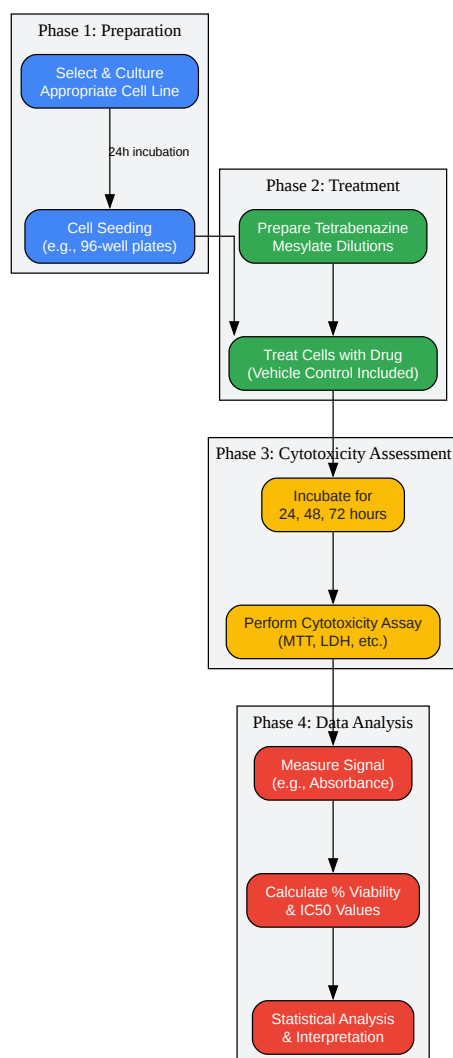 Phase 1: Preparation
Select & Culture
Appropriate Cell Line
24h incubation
Cell Seeding
(e.g., 96-well plates)
Phase 2: Treatment
Prepare Tetrabenazine
Mesylate Dilutions
Treat Cells with Drug
(Vehicle Control Included)
Phase 3: Cytotoxicity Assessment
Incubate for
24, 48, 72 hours
Perform Cytotoxicity Assay
(MTT, LDH, etc.)
Phase 4: Data Analysis
Measure Signal
(e.g., Absorbance)
Calculate % Viability
& IC50 Values
Statistical Analysis
& Interpretation